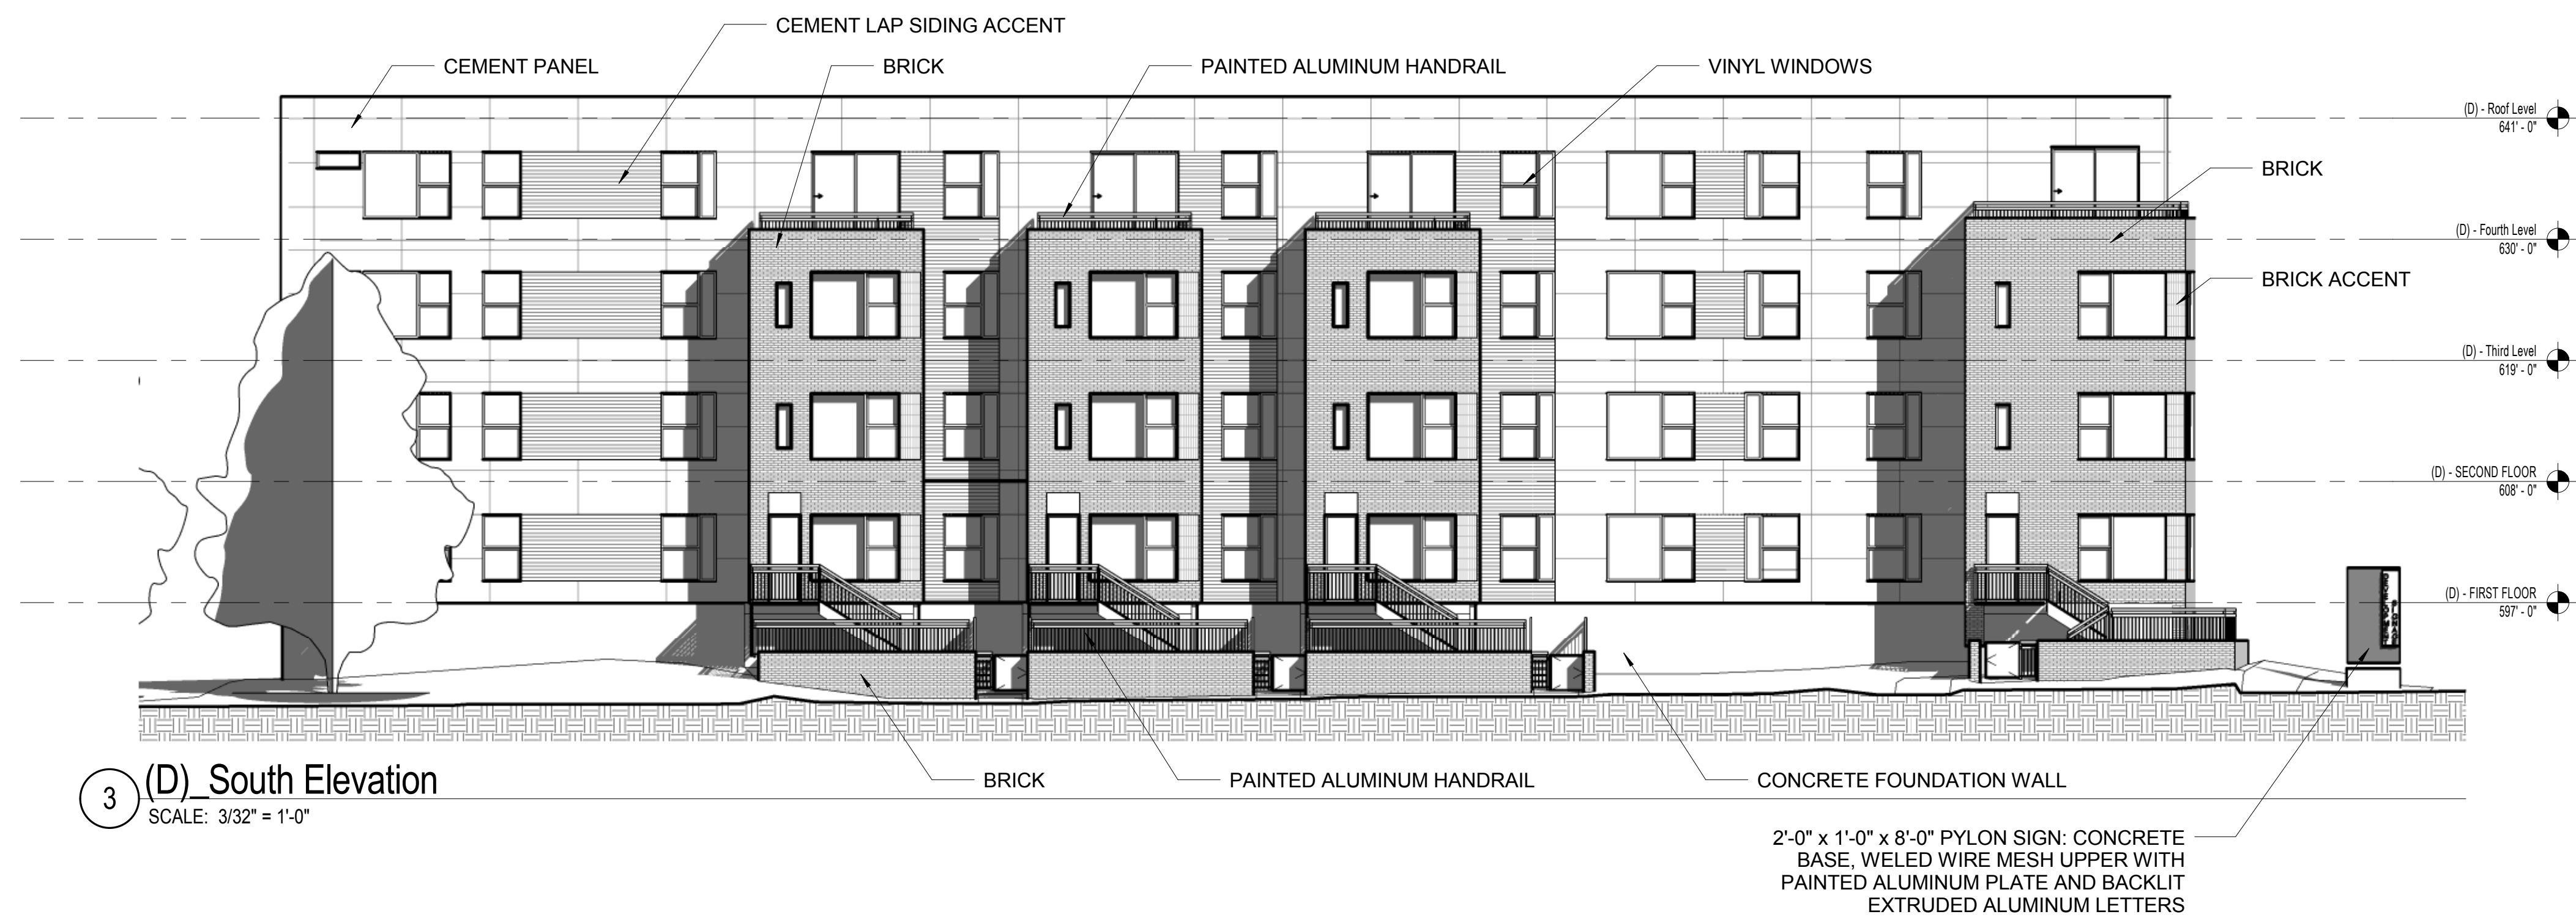 CEMENT LAP SIDING ACCENT
CEMENT PANEL
BRICK
PAINTED ALUMINUM HANDRAIL
VINYL WINDOWS
(D) - Roof Level
641' - 0"
BRICK
(D) - Fourth Level
630' - 0"
BRICK ACCENT
(D) - Third Level
619' - 0"
(D) - SECOND FLOOR
608' - 0"
(D) - FIRST FLOOR
597' - 0"
BRICK
PAINTED ALUMINUM HANDRAIL
CONCRETE FOUNDATION WALL
3
(D)_South Elevation
SCALE: 3/32" = 1'-0"
2'-0" x 1'-0" x 8'-0" PYLON SIGN: CONCRETE
BASE, WELED WIRE MESH UPPER WITH
PAINTED ALUMINUM PLATE AND BACKLIT
EXTRUDED ALUMINUM LETTERS